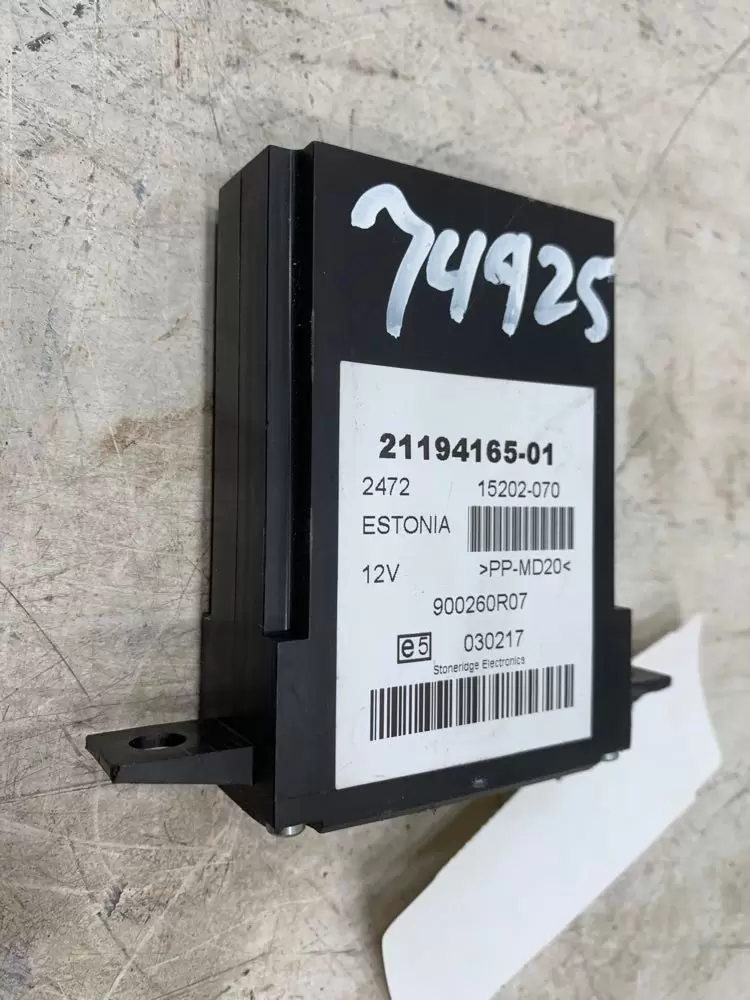 74925
21194165-01
2472 15202-070
ESTONIA
12V >PP-MD20<
900260R07
e5 030217
Stoneridge Electronics